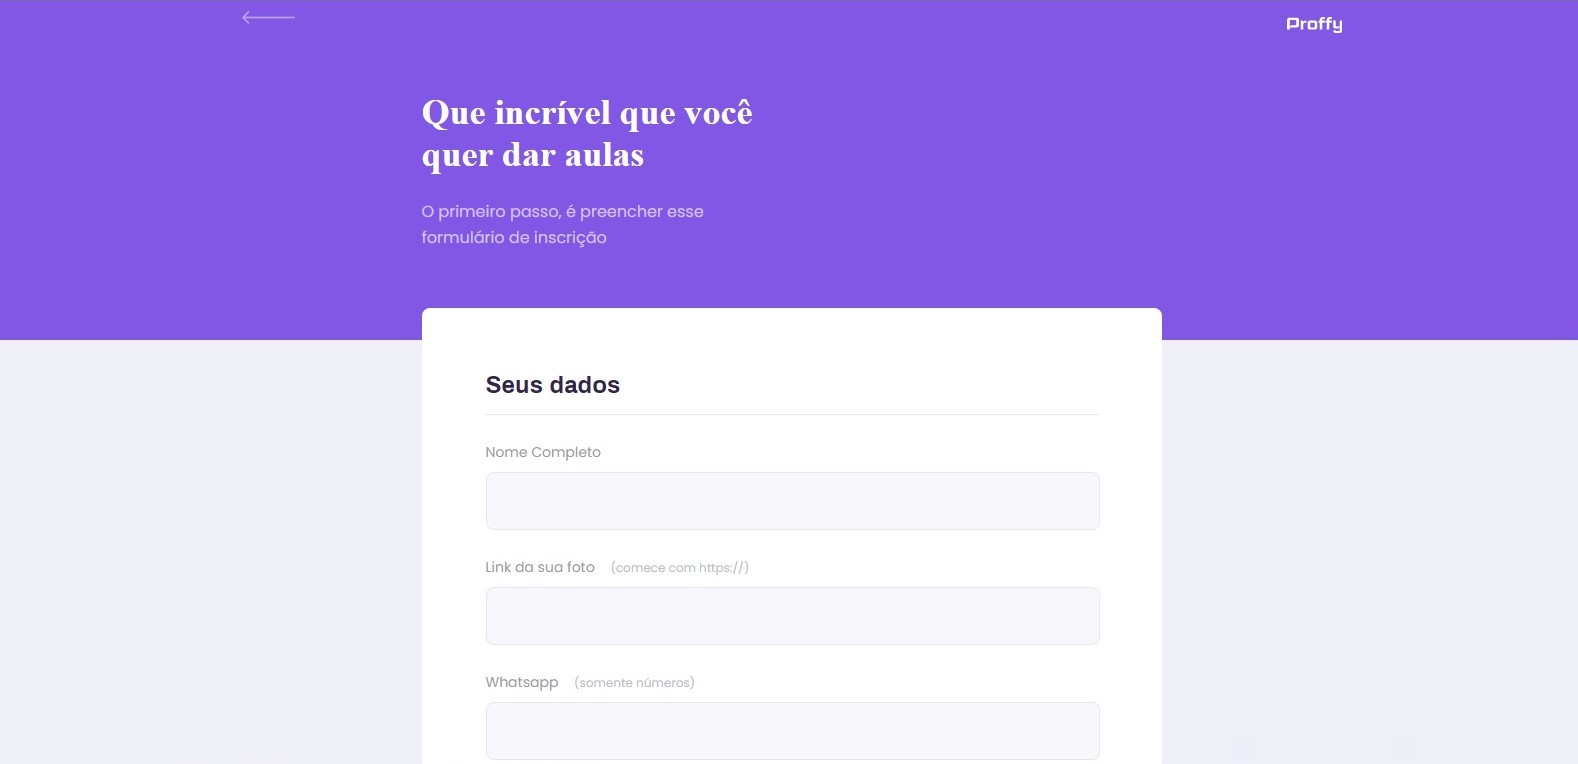 Proffy
Que incrível que você
quer dar aulas
O primeiro passo, é preencher esse
formulário de inscrição
Seus dados
Nome Completo
Link da sua foto (comece com https://)
Whatsapp (somente números)